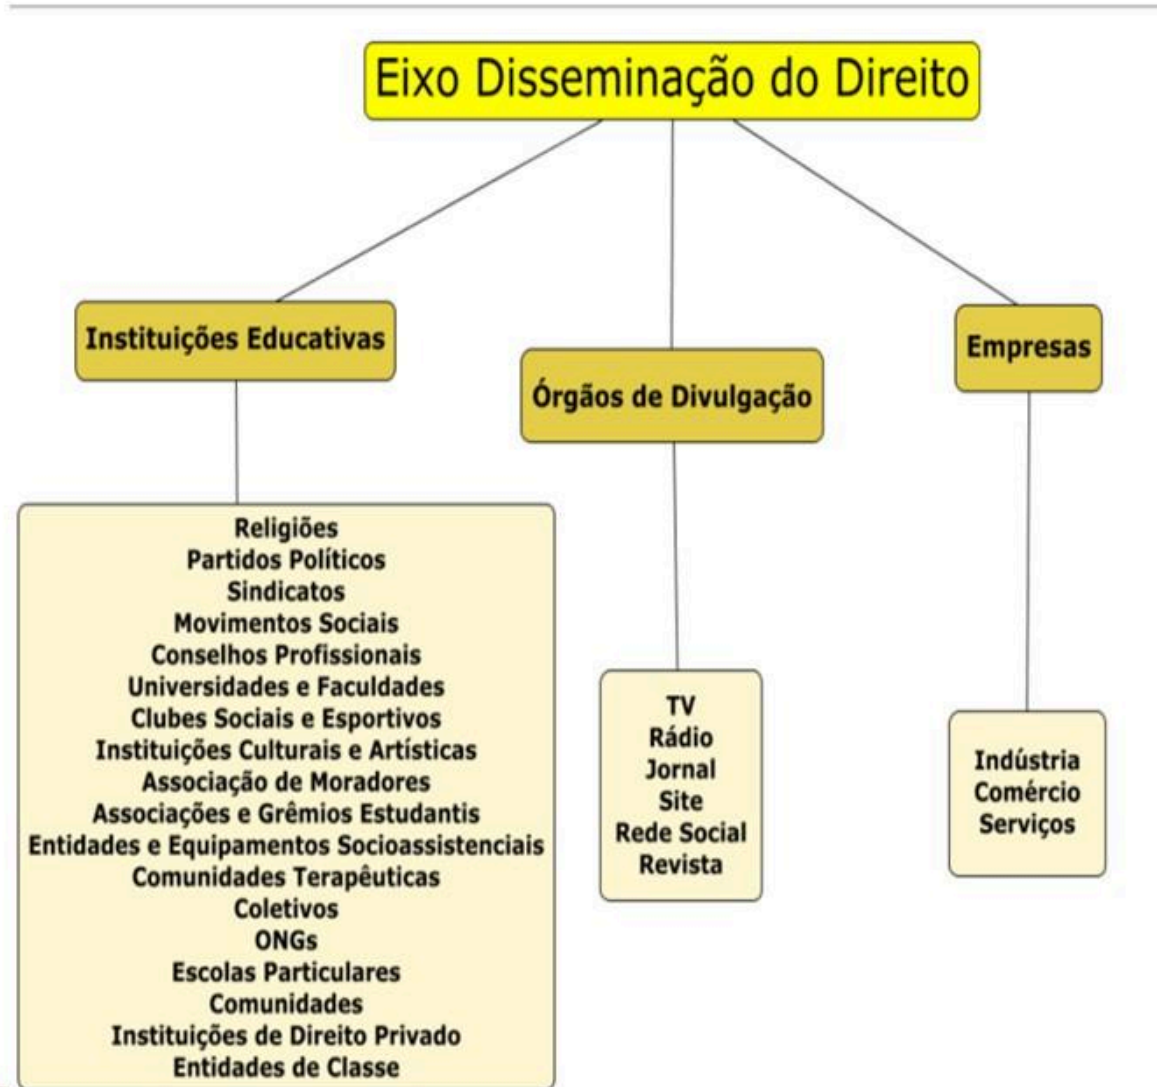 Eixo Disseminação do Direito
Instituições Educativas
Órgãos de Divulgação
Empresas
Religiões
Partidos Políticos
Sindicatos
Movimentos Sociais
Conselhos Profissionais
Universidades e Faculdades
Clubes Sociais e Esportivos
Instituições Culturais e Artísticas
Associação de Moradores
Associações e Grêmios Estudantis
Entidades e Equipamentos Socioassistenciais
Comunidades Terapêuticas
Coletivos
ONGs
Escolas Particulares
Comunidades
Instituições de Direito Privado
Entidades de Classe
TV
Rádio
Jornal
Site
Rede Social
Revista
Indústria
Comércio
Serviços